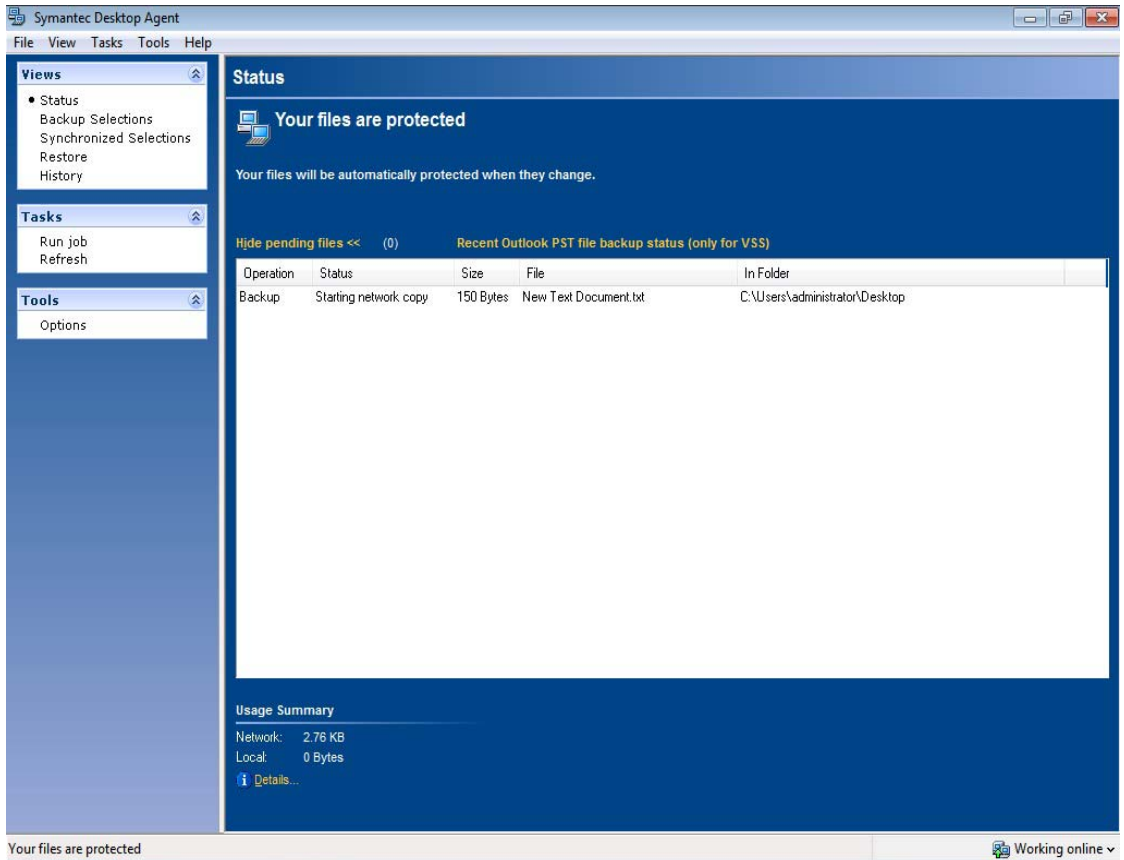 Symantec Desktop Agent
File View Tasks Tools Help
Views
Status
Backup Selections
Synchronized Selections
Restore
History
Tasks
Run job
Refresh
Tools
Options
Status
Your files are protected
Your files will be automatically protected when they change.
Hide pending files << (0) Recent Outlook PST file backup status (only for VSS)
Operation Status Size File In Folder
Backup Starting network copy 150 Bytes New Text Document.txt C:\Users\administrator\Desktop
Usage Summary
Network: 2.76 KB
Local: 0 Bytes
Details...
Your files are protected Working online